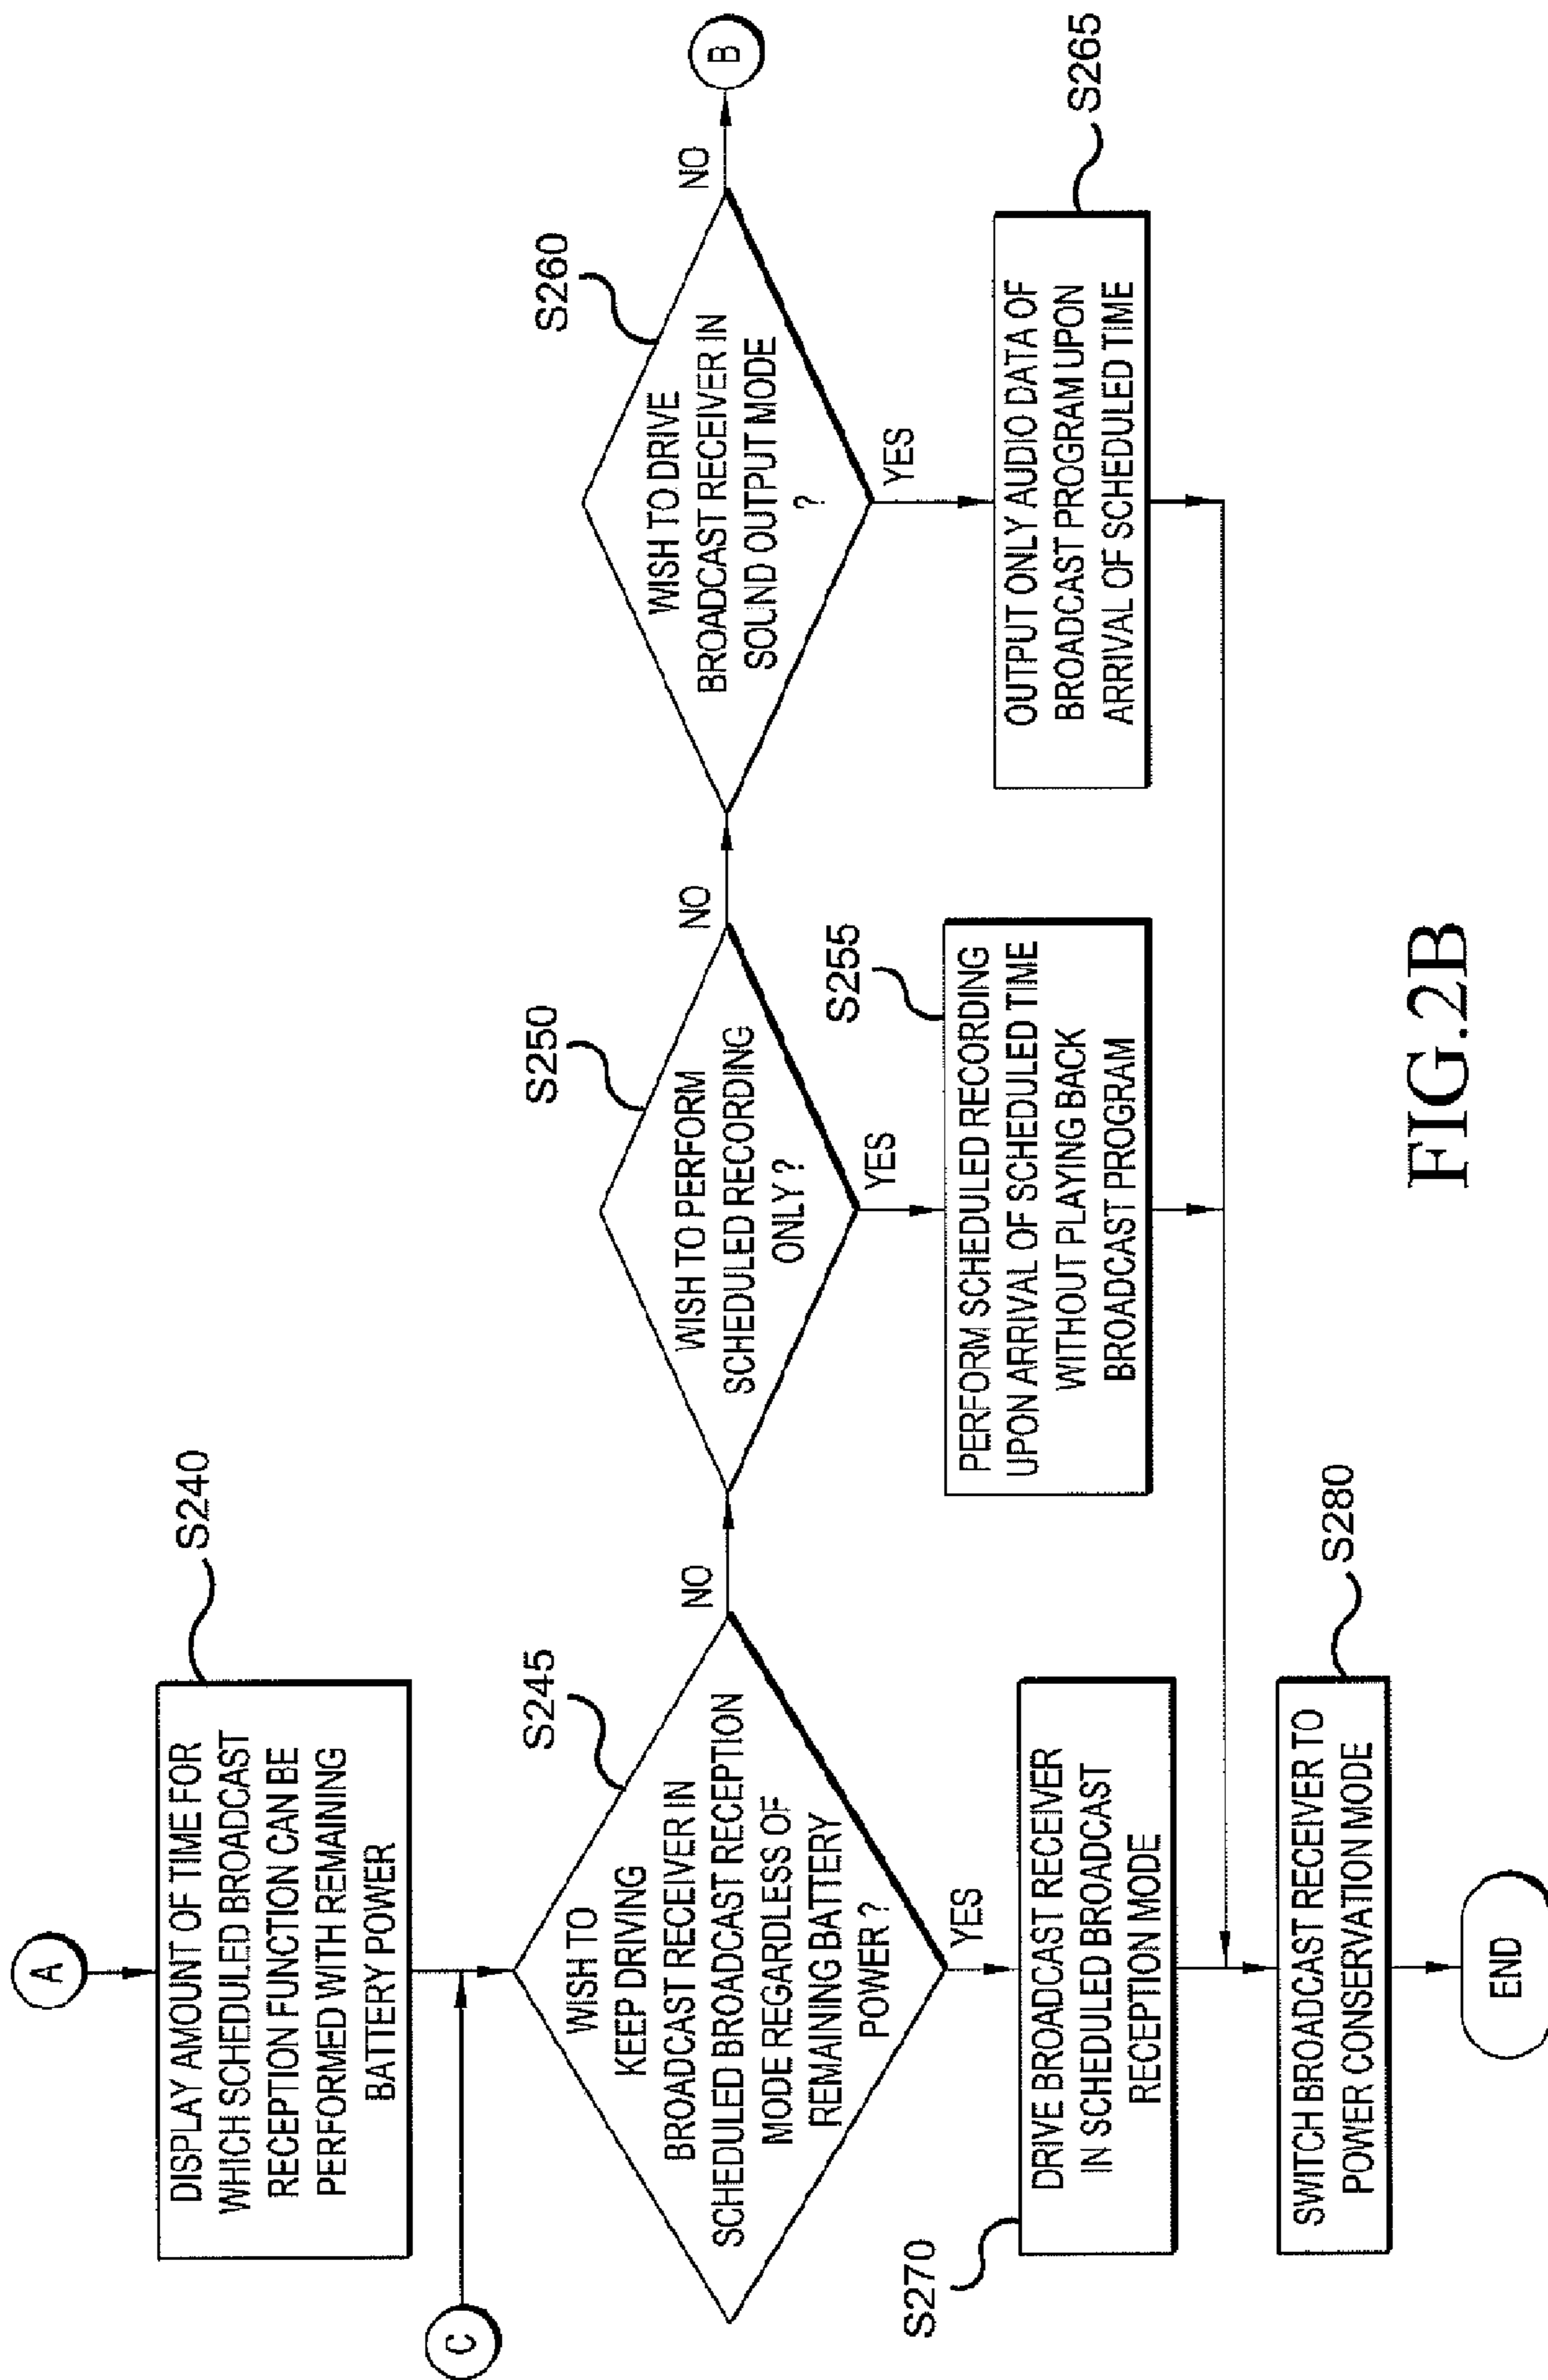 A
DISPLAY AMOUNT OF TIME FOR
WHICH SCHEDULED BROADCAST
RECEPTION FUNCTION CAN BE
PERFORMED WITH REMAINING
BATTERY POWER
S240
C
WISH TO
KEEP DRIVING
BROADCAST RECEIVER IN
SCHEDULED BROADCAST RECEPTION
MODE REGARDLESS OF
REMAINING BATTERY
POWER?
S245
NO
YES
WISH TO PERFORM
SCHEDULED RECORDING
ONLY?
S250
NO
YES
WISH TO DRIVE
BROADCAST RECEIVER IN
SOUND OUTPUT MODE
?
S260
NO
YES
B
S270
DRIVE BROADCAST RECEIVER
IN SCHEDULED BROADCAST
RECEPTION MODE
PERFORM SCHEDULED RECORDING
UPON ARRIVAL OF SCHEDULED TIME
WITHOUT PLAYING BACK
BROADCAST PROGRAM
S255
OUTPUT ONLY AUDIO DATA OF
BROADCAST PROGRAM UPON
ARRIVAL OF SCHEDULED TIME
S265
SWITCH BROADCAST RECEIVER TO
POWER CONSERVATION MODE
S280
END
FIG.2B